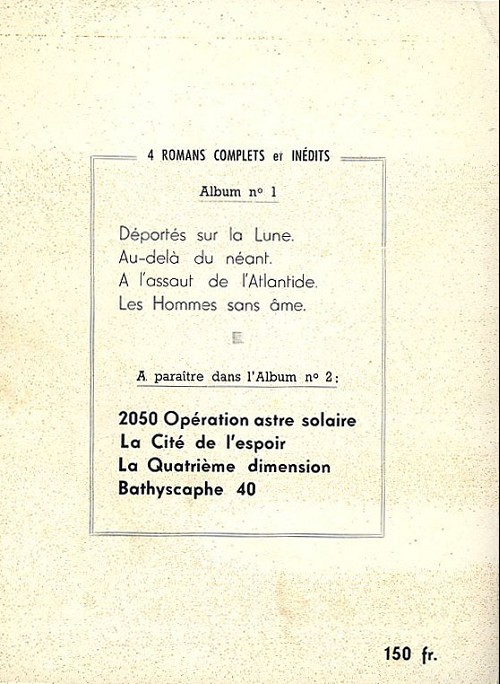 4 ROMANS COMPLETS et INÉDITS
Album nº 1
Déportés sur la Lune.
Au-delà du néant.
A l'assaut de l'Atlantide.
Les Hommes sans âme.
A paraître dans l'Album nº 2:
2050 Opération astre solaire
La Cité de l'espoir
La Quatrième dimension
Bathyscaphe 40
150 fr.